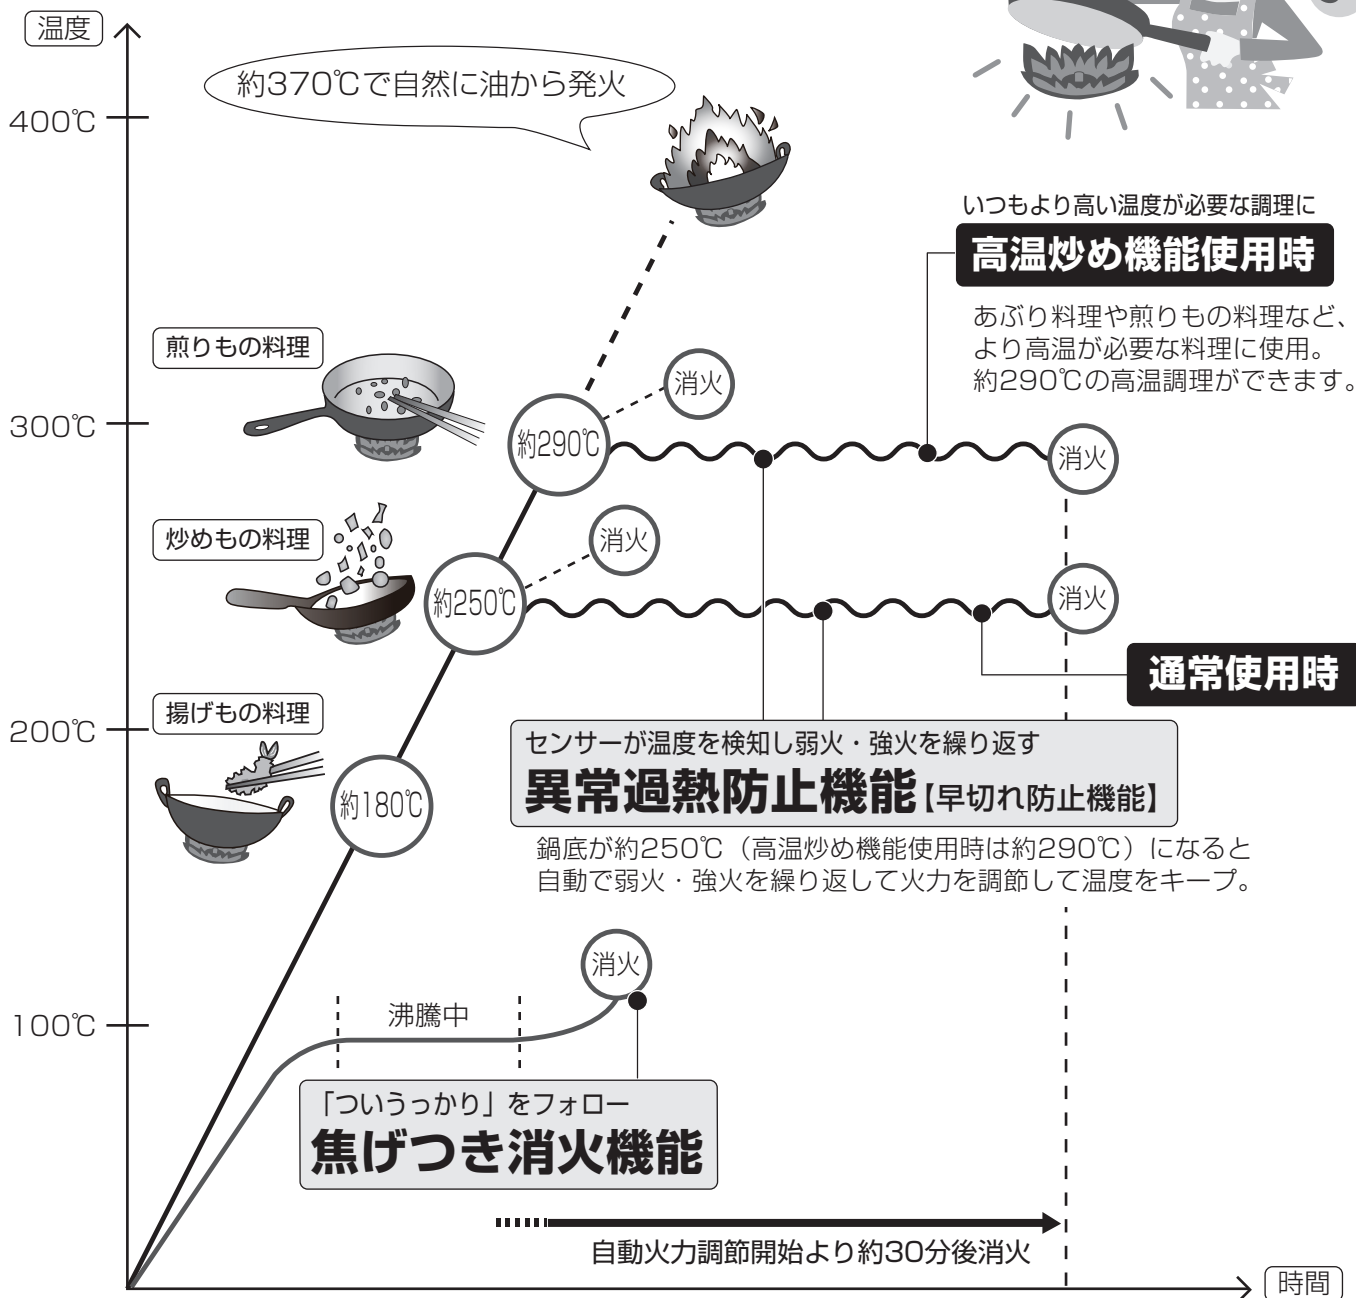 温度
約370℃で自然に油から発火
400℃
いつもより高い温度が必要な調理に
高温炒め機能使用時
あぶり料理や煎りもの料理など、
より高温が必要な料理に使用。
約290℃の高温調理ができます。
煎りもの料理
消火
300℃
約290℃
消火
炒めもの料理
消火
約250℃
消火
通常使用時
揚げもの料理
200℃
約180℃
センサーが温度を検知し弱火・強火を繰り返す
異常過熱防止機能【早切れ防止機能】
鍋底が約250℃（高温炒め機能使用時は約290℃）になると
自動で弱火・強火を繰り返して火力を調節して温度をキープ。
消火
100℃
沸騰中
「ついうっかり」をフォロー
焦げつき消火機能
自動火力調節開始より約30分後消火
時間